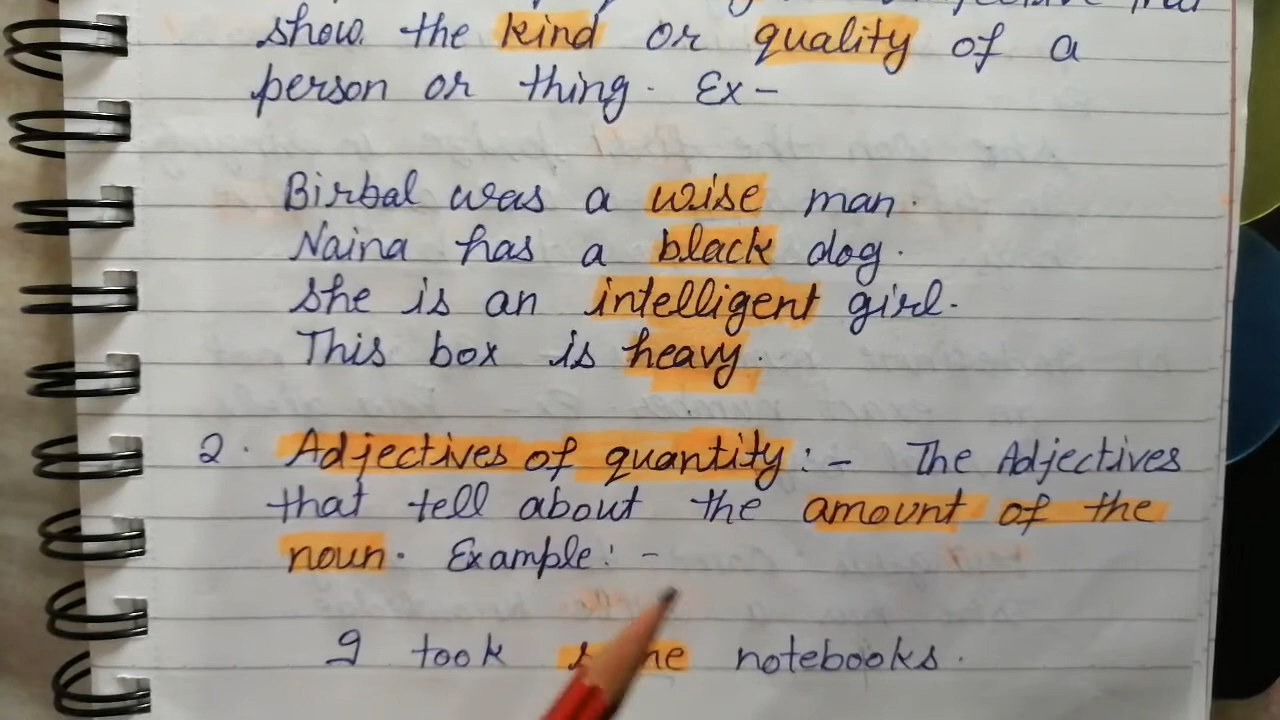 show. the kind or quality of a
person or thing. Ex-
Birbal was a wise man.
Naina has a black dog.
She is an intelligent girl.
This box is heavy.
2. Adjectives of quantity :- The Adjectives
that tell about the amount of the
noun. Example :-
I took some notebooks.